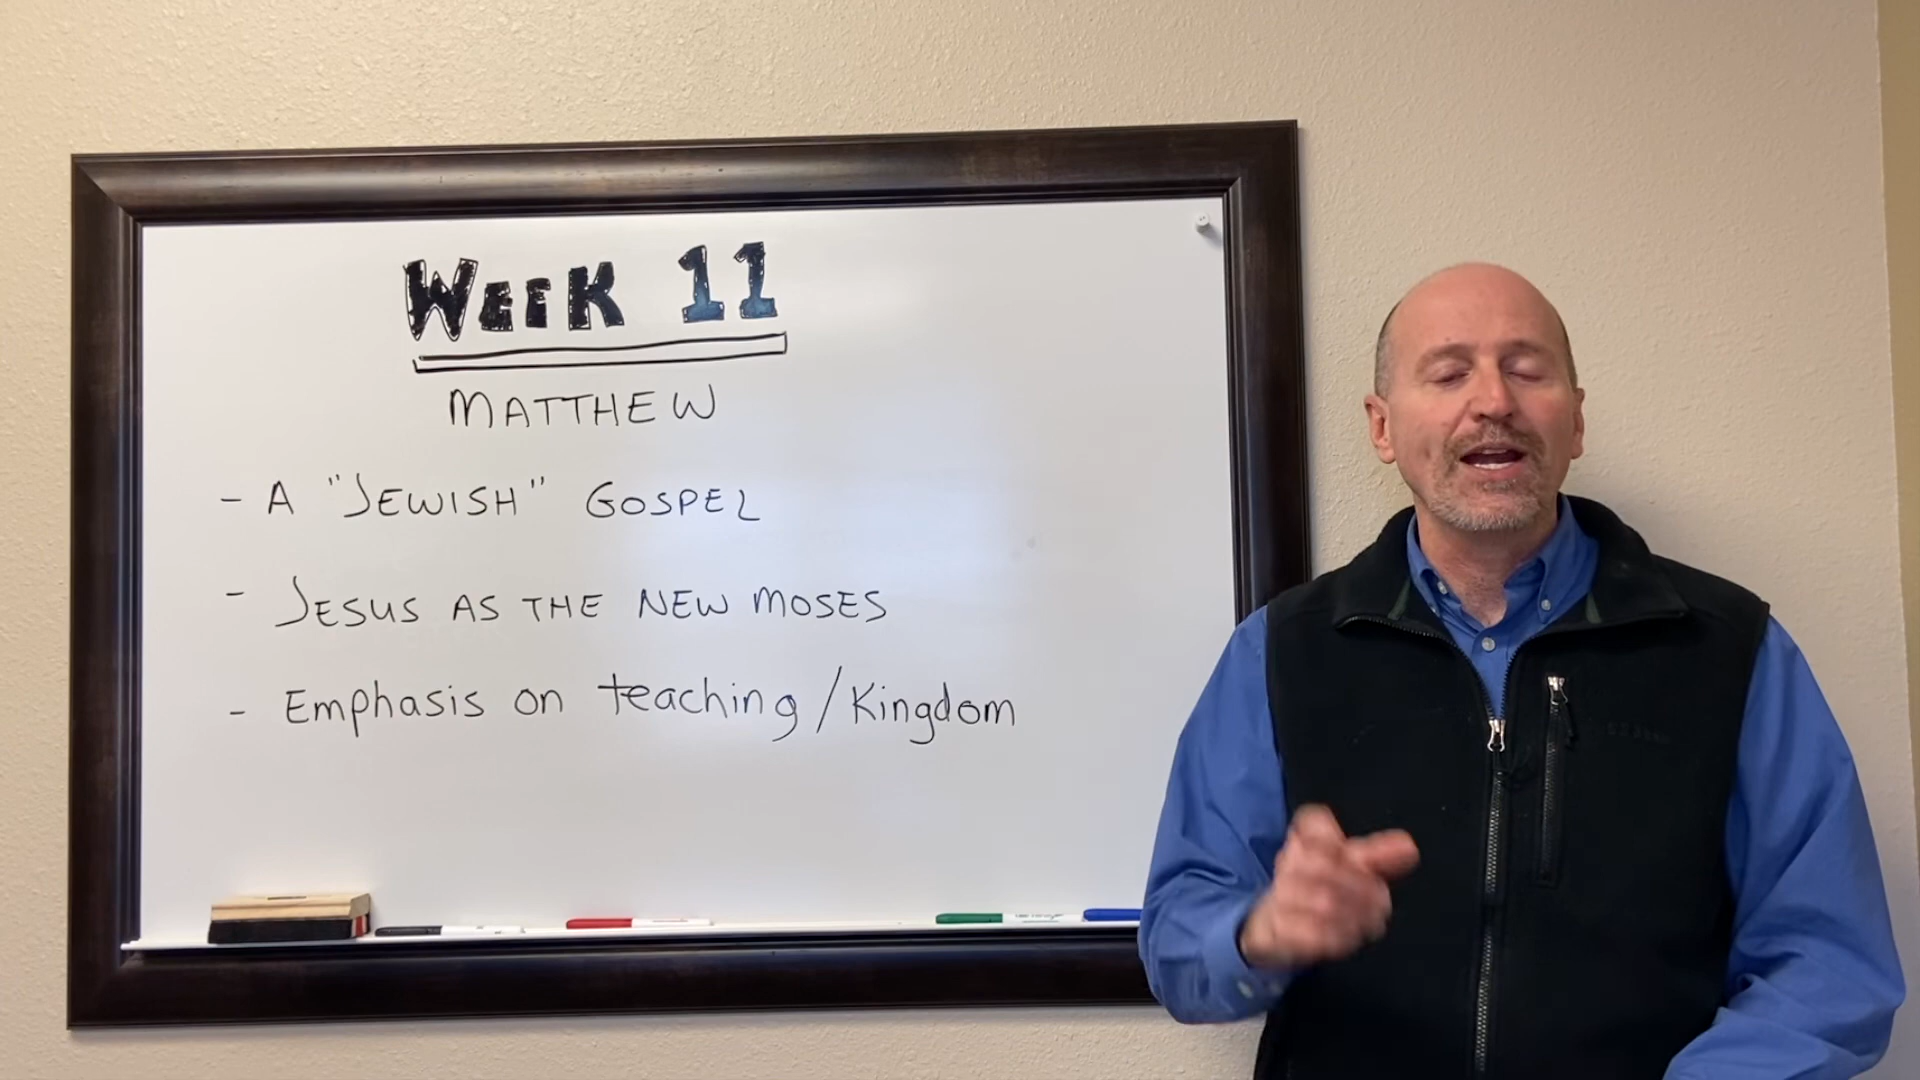 WEEK 11
MATTHEW
- A "JEWISH" GOSPEL
- JESUS AS THE NEW MOSES
- Emphasis on teaching/Kingdom